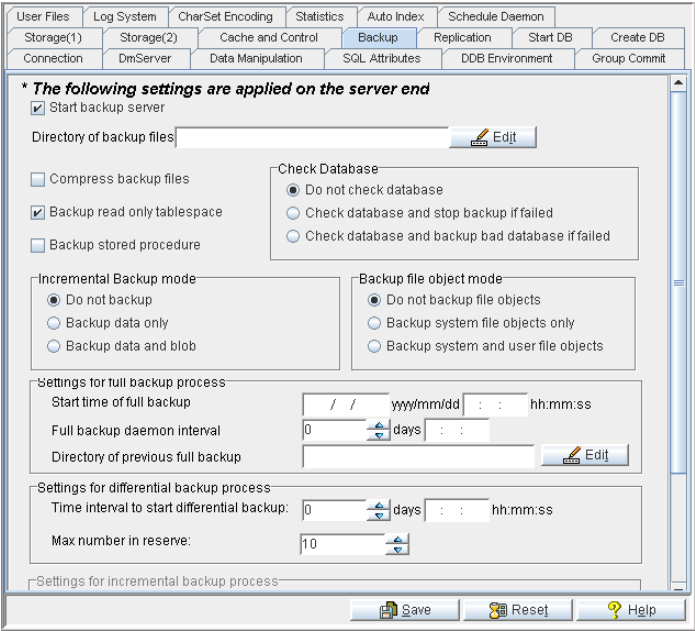 User Files Log System CharSet Encoding Statistics Auto Index Schedule Daemon
Storage(1) Storage(2) Cache and Control Backup Replication Start DB Create DB
Connection DmServer Data Manipulation SQL Attributes DDB Environment Group Commit
* The following settings are applied on the server end
Start backup server
Directory of backup files Edit
Compress backup files
Backup read only tablespace
Backup stored procedure
Check Database
Do not check database
Check database and stop backup if failed
Check database and backup bad database if failed
Incremental Backup mode
Do not backup
Backup data only
Backup data and blob
Backup file object mode
Do not backup file objects
Backup system file objects only
Backup system and user file objects
Settings for full backup process
Start time of full backup / / yyyy/mm/dd : : hh:mm:ss
Full backup daemon interval 0 days : :
Directory of previous full backup Edit
Settings for differential backup process
Time interval to start differential backup: 0 days : : hh:mm:ss
Max number in reserve: 10
Settings for incremental backup process
Save Reset Help